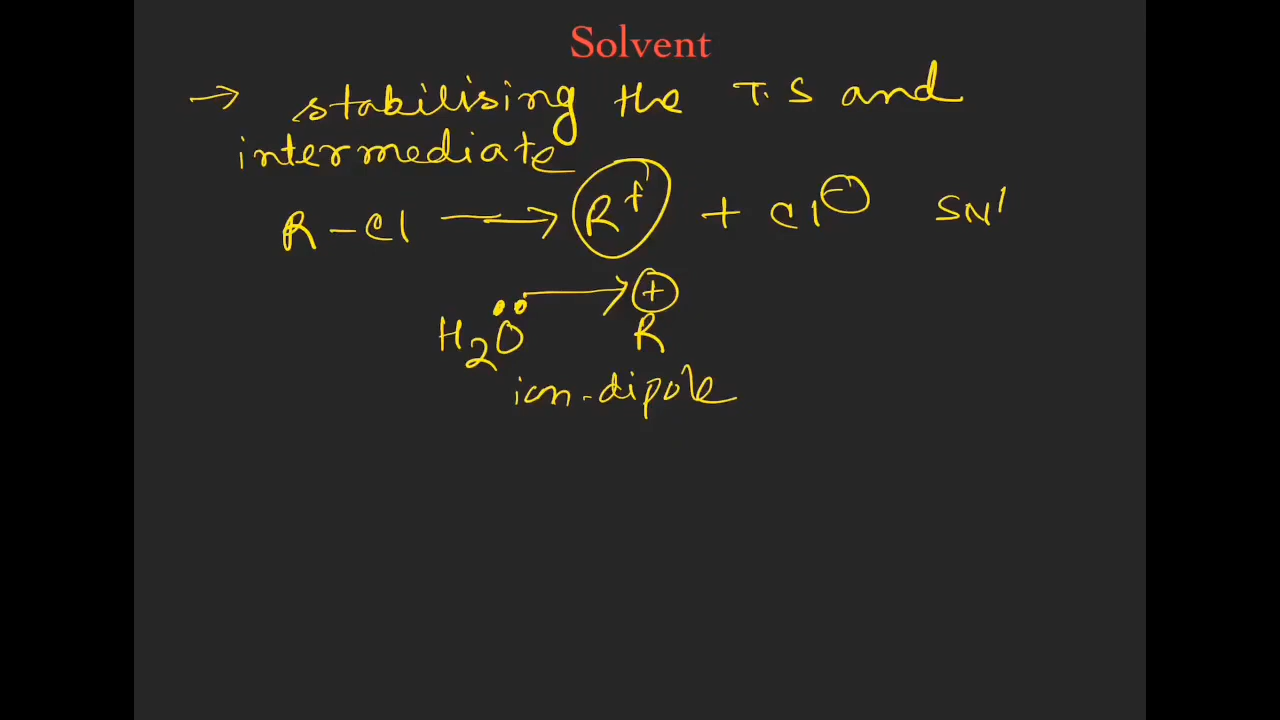 Solvent
→ stabilising the T.S and
intermediate
R-Cl → R⁺ + Cl⊖ SN1
H₂O: → ⊕
R
ion-dipole